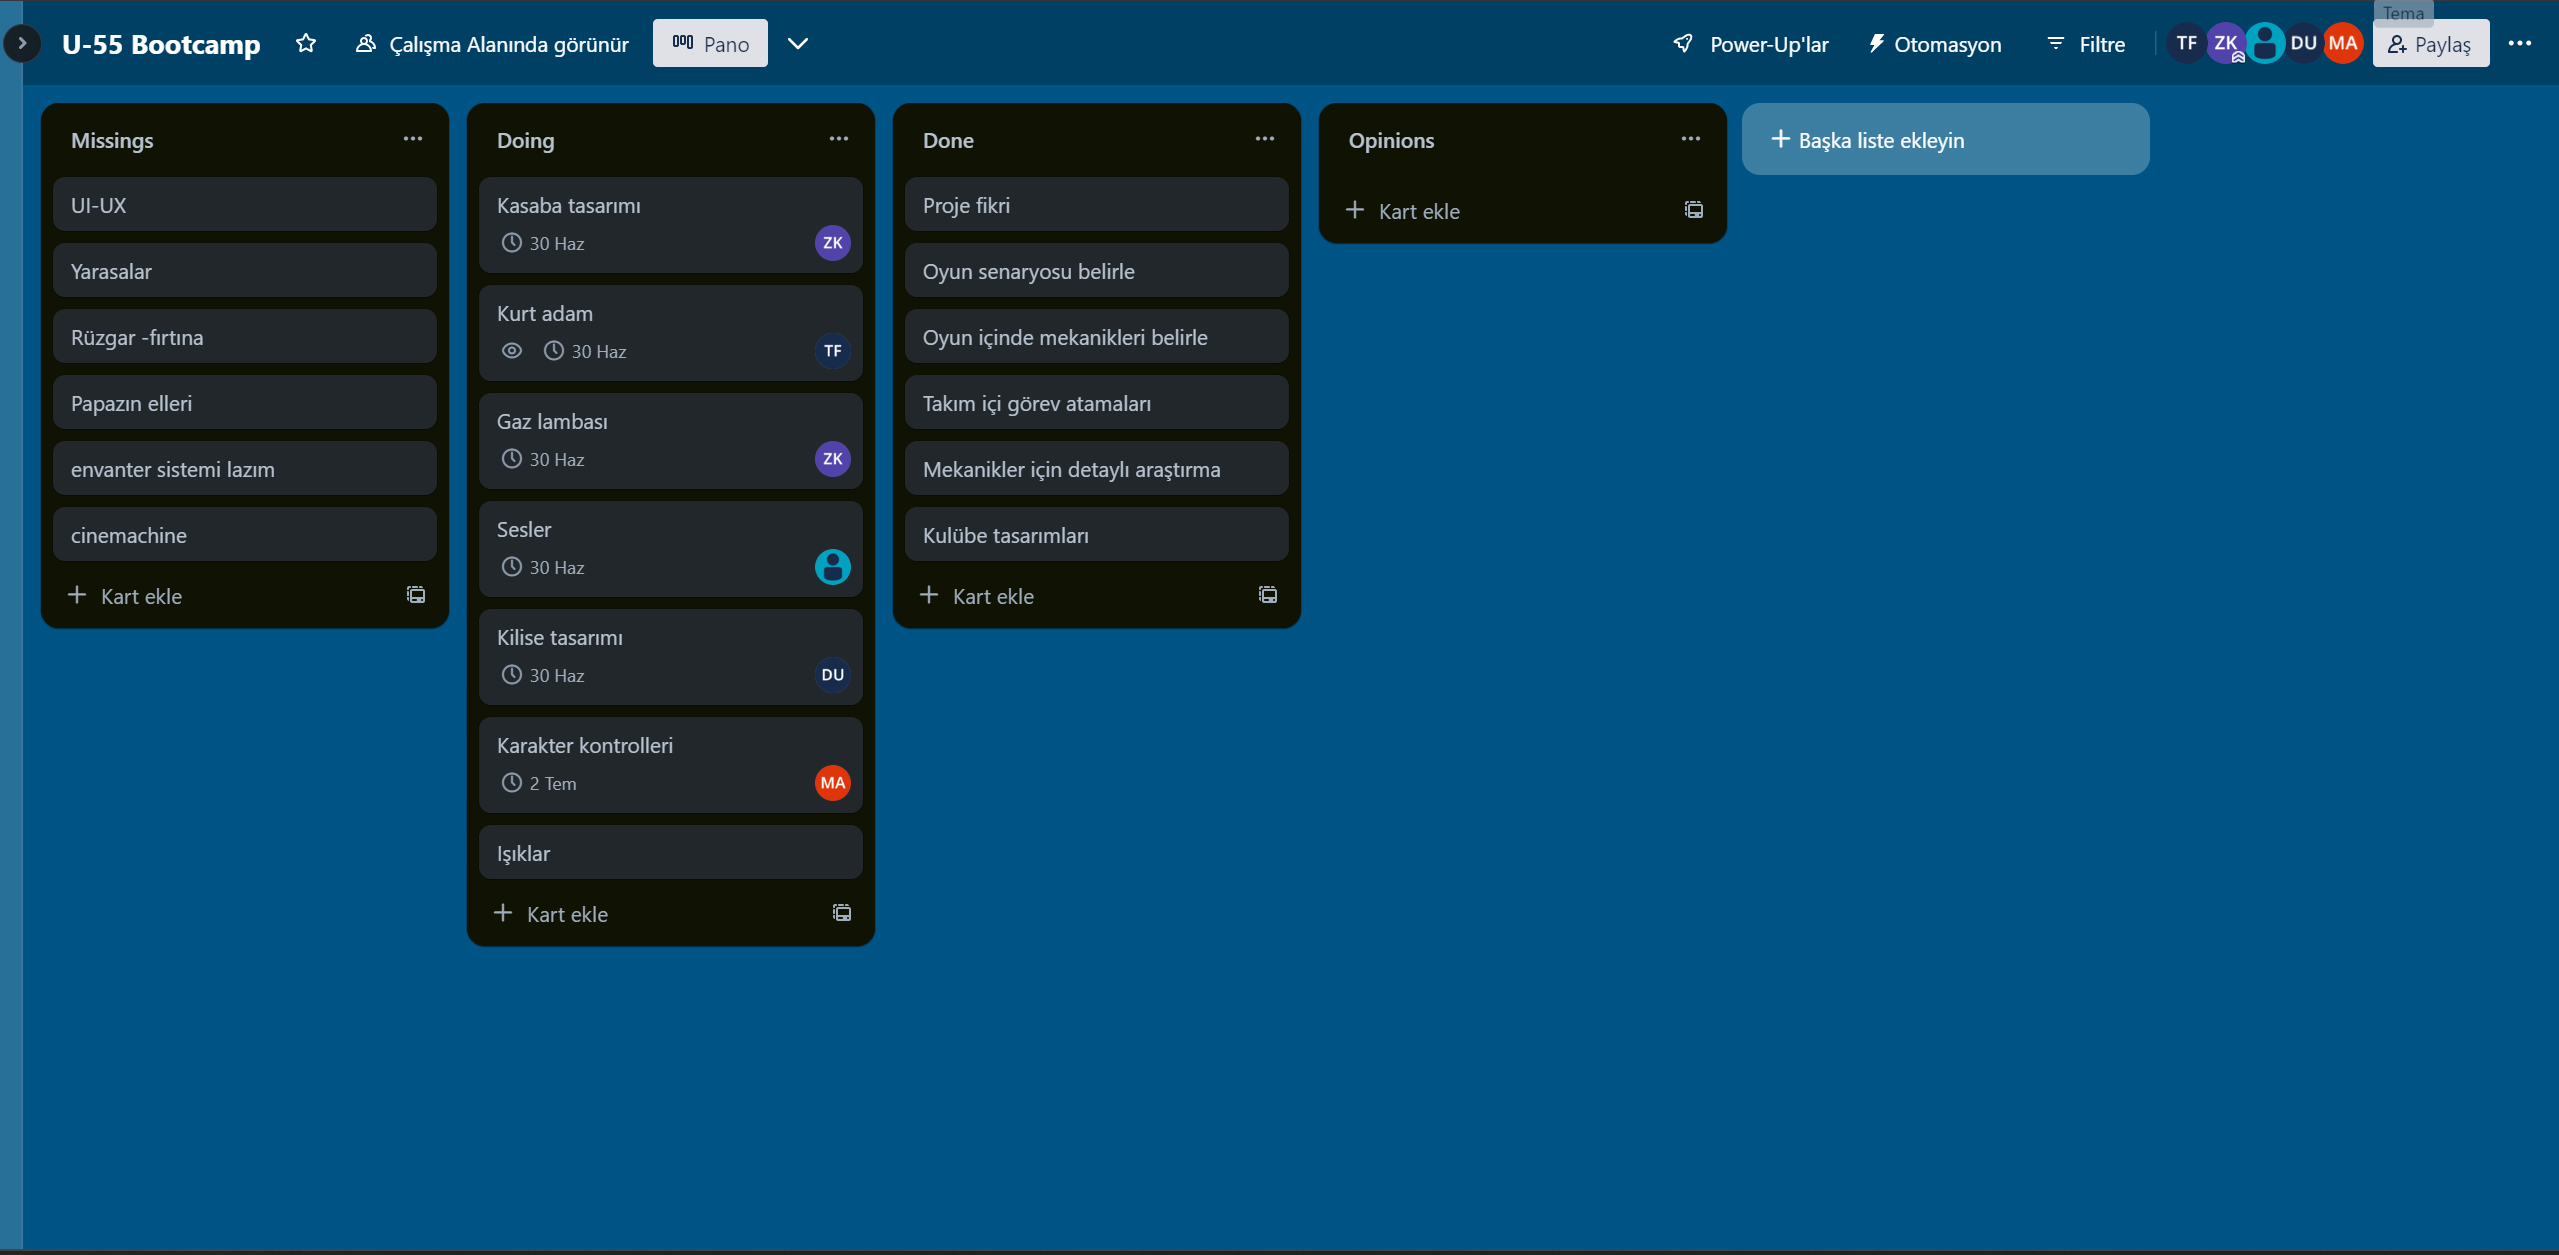 U-55 Bootcamp
Çalışma Alanında görünür
Pano
Power-Up'lar
Otomasyon
Filtre
TF
ZK
DU
MA
Tema
Paylaş
Missings
UI-UX
Yarasalar
Rüzgar -fırtına
Papazın elleri
envanter sistemi lazım
cinemachine
Kart ekle
Doing
Kasaba tasarımı
30 Haz
ZK
Kurt adam
30 Haz
TF
Gaz lambası
30 Haz
ZK
Sesler
30 Haz
Kilise tasarımı
30 Haz
DU
Karakter kontrolleri
2 Tem
MA
Işıklar
Kart ekle
Done
Proje fikri
Oyun senaryosu belirle
Oyun içinde mekanikleri belirle
Takım içi görev atamaları
Mekanikler için detaylı araştırma
Kulübe tasarımları
Kart ekle
Opinions
Kart ekle
Başka liste ekleyin